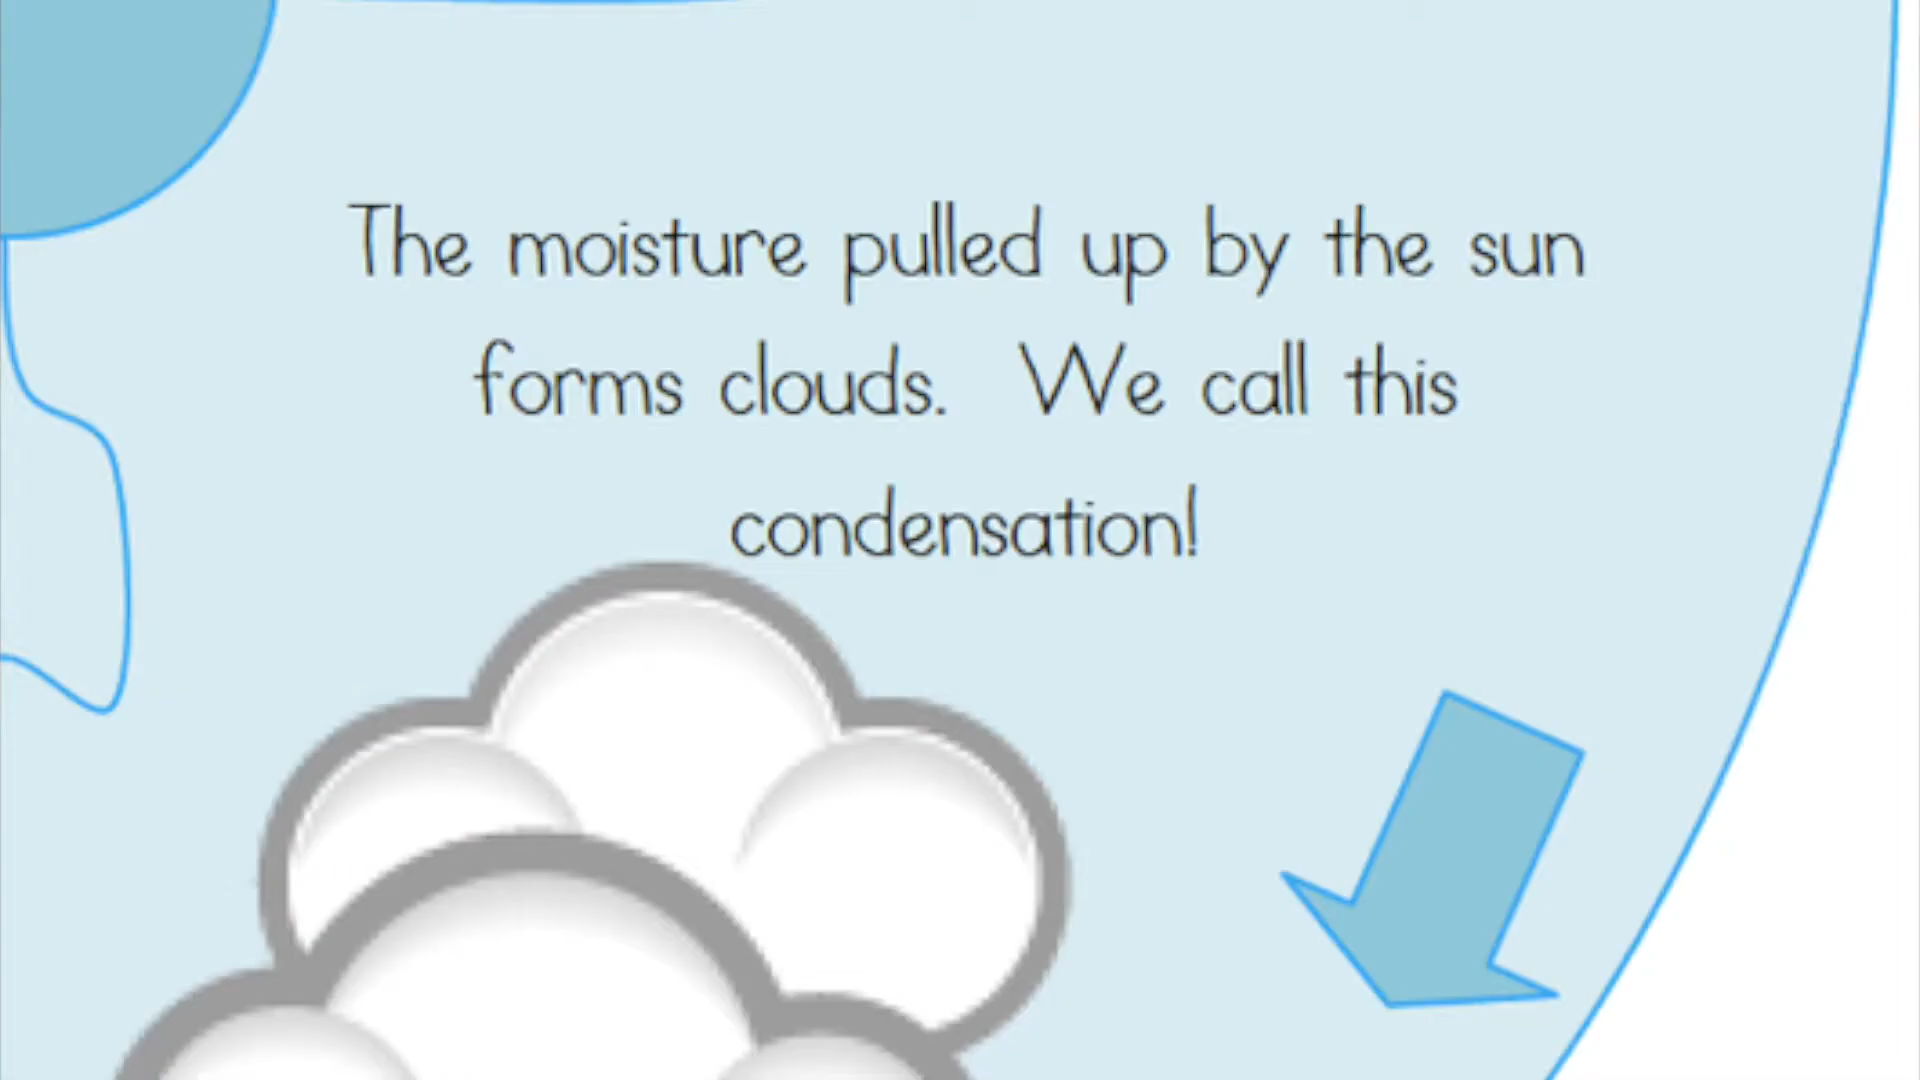 The moisture pulled up by the sun
forms clouds.  We call this
condensation!